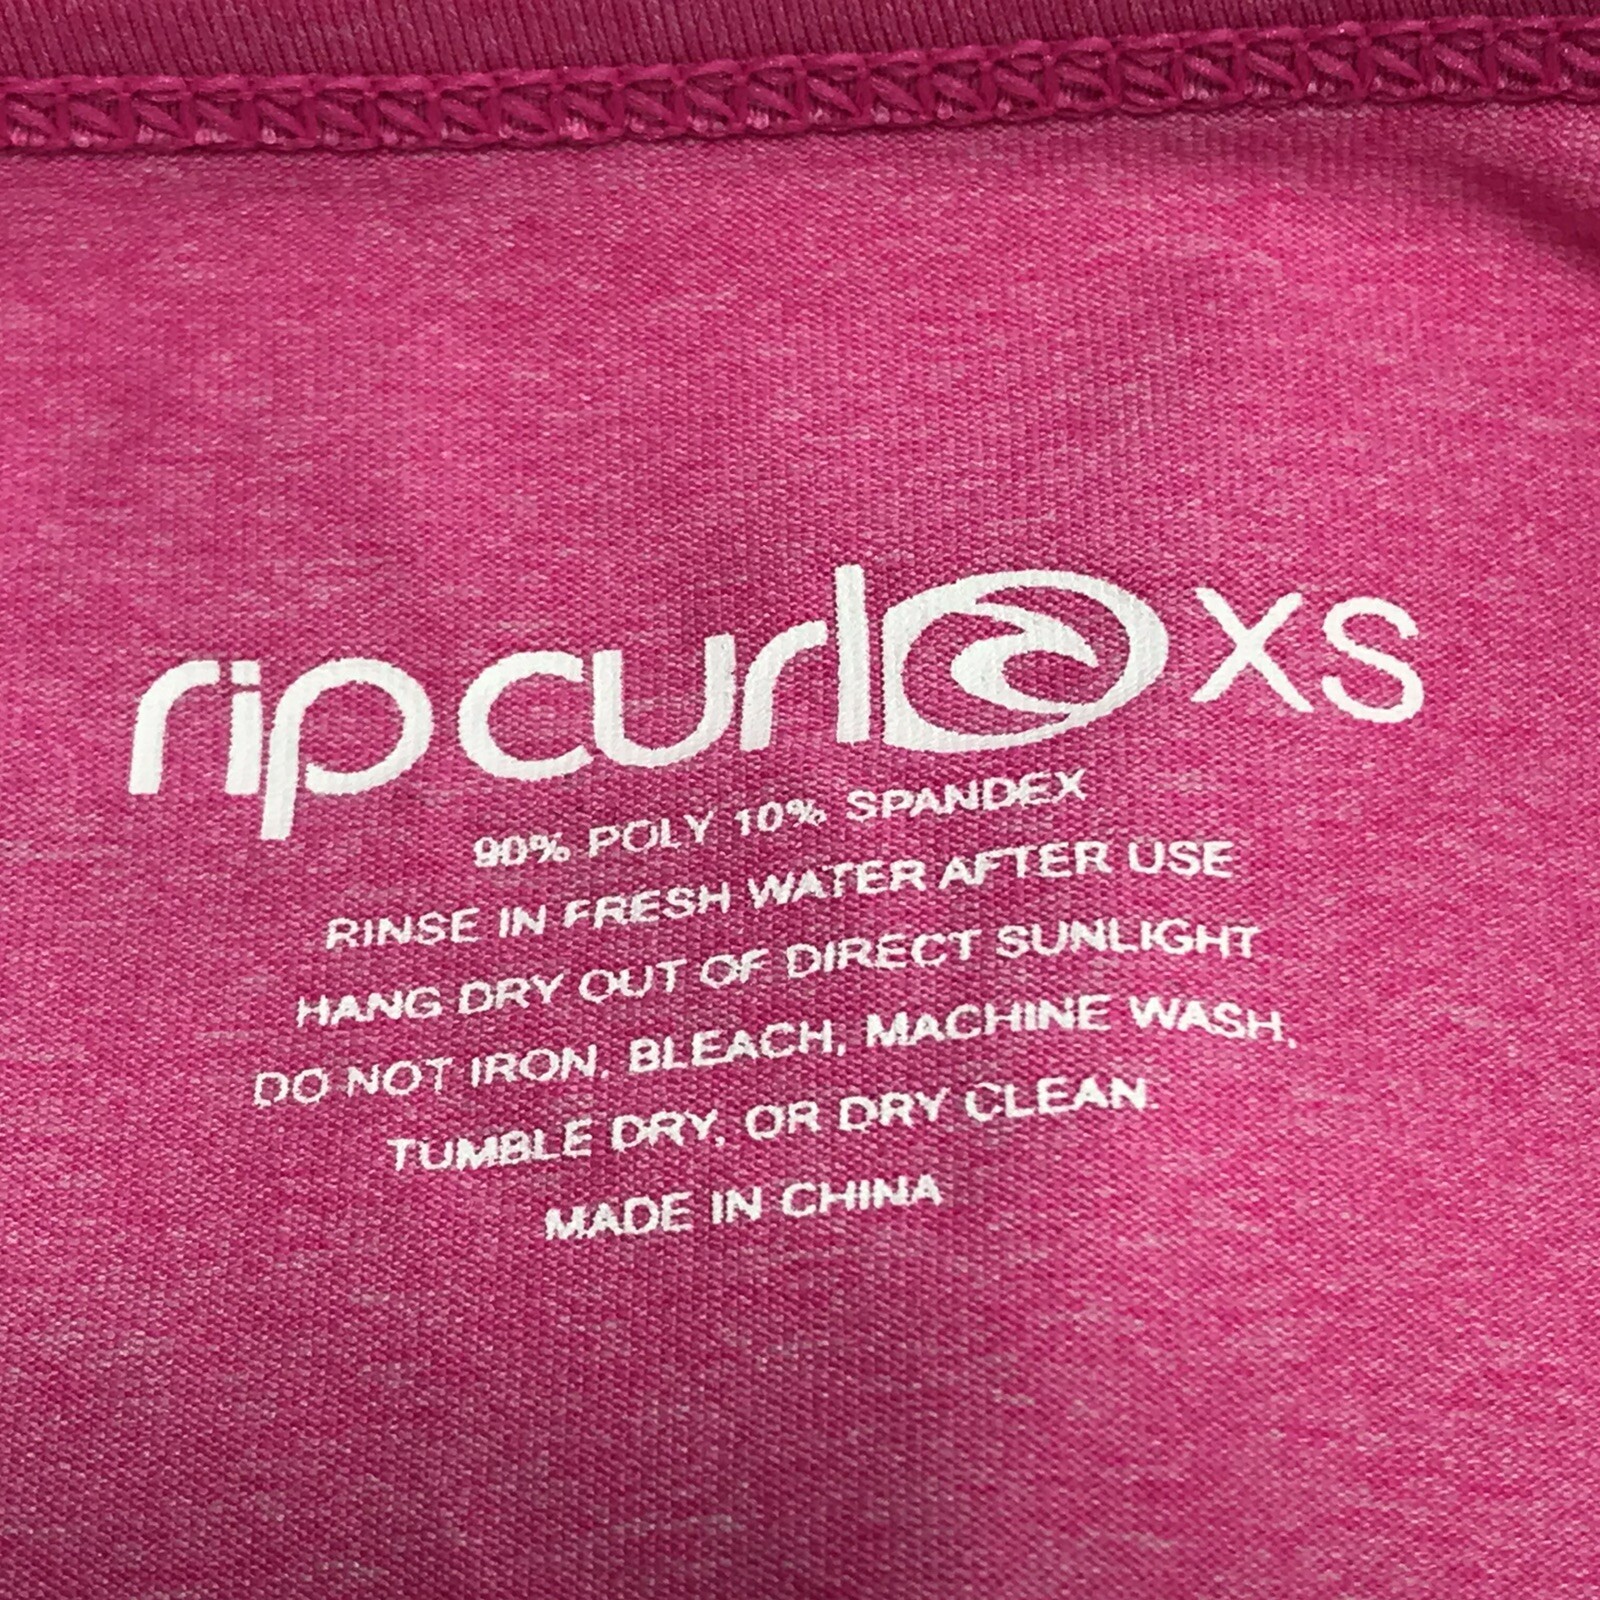 rip curl XS
90% POLY 10% SPANDEX
RINSE IN FRESH WATER AFTER USE
HANG DRY OUT OF DIRECT SUNLIGHT
DO NOT IRON, BLEACH, MACHINE WASH,
TUMBLE DRY, OR DRY CLEAN.
MADE IN CHINA